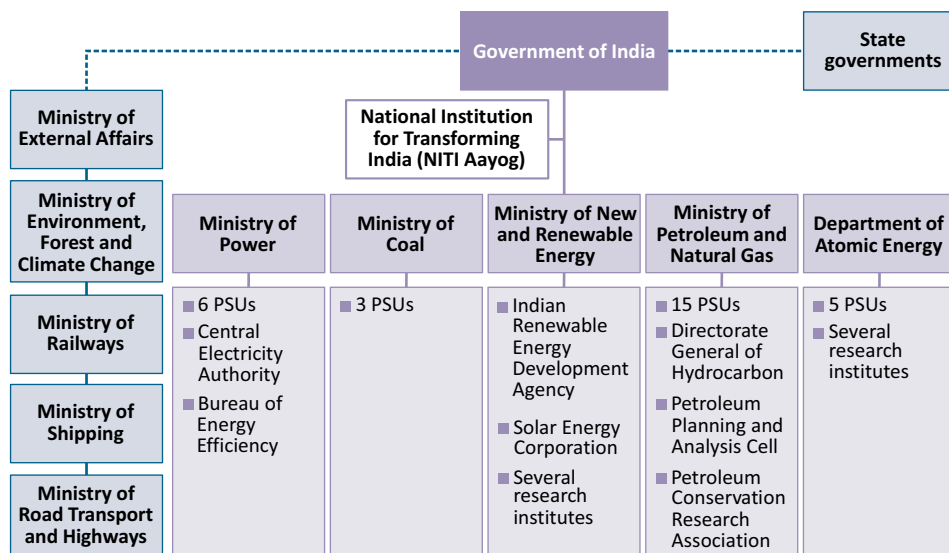 Government of India
State
governments
National Institution
for Transforming
India (NITI Aayog)
Ministry of
External Affairs
Ministry of
Environment,
Forest and
Climate Change
Ministry of
Railways
Ministry of
Shipping
Ministry of
Road Transport
and Highways
Ministry of
Power
6 PSUs
Central
Electricity
Authority
Bureau of
Energy
Efficiency
Ministry of
Coal
3 PSUs
Ministry of New
and Renewable
Energy
Indian
Renewable
Energy
Development
Agency
Solar Energy
Corporation
Several
research
institutes
Ministry of
Petroleum and
Natural Gas
15 PSUs
Directorate
General of
Hydrocarbon
Petroleum
Planning and
Analysis Cell
Petroleum
Conservation
Research
Association
Department of
Atomic Energy
5 PSUs
Several
research
institutes